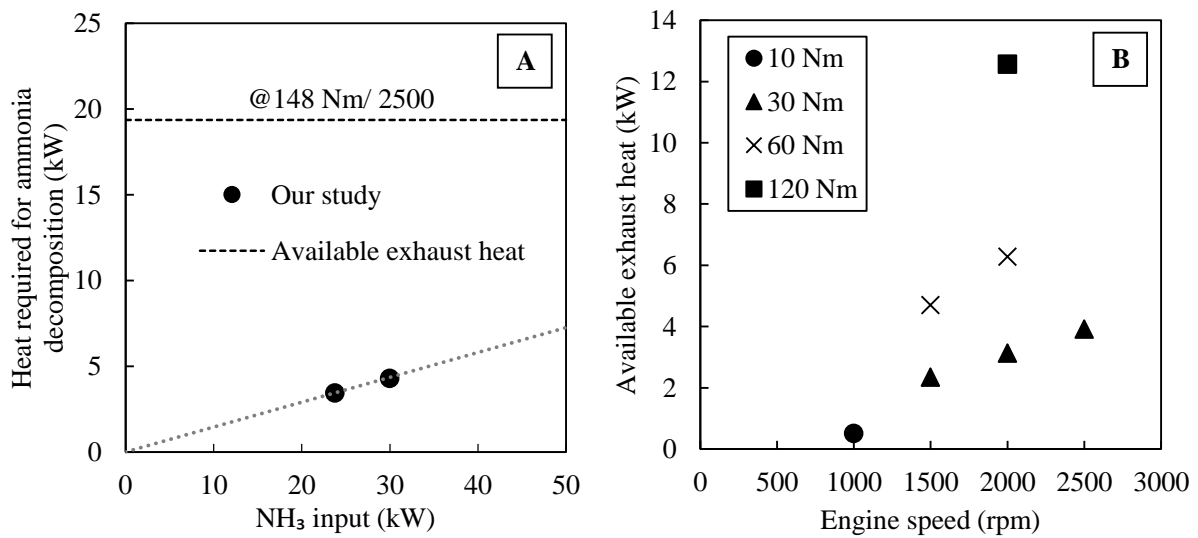 A
25
20
15
10
5
0
0 10 20 30 40 50
Heat required for ammonia
decomposition (kW)
NH₃ input (kW)
@148 Nm/ 2500
Our study
Available exhaust heat
B
14
12
10
8
6
4
2
0
0 500 1000 1500 2000 2500 3000
Available exhaust heat (kW)
Engine speed (rpm)
10 Nm
30 Nm
60 Nm
120 Nm